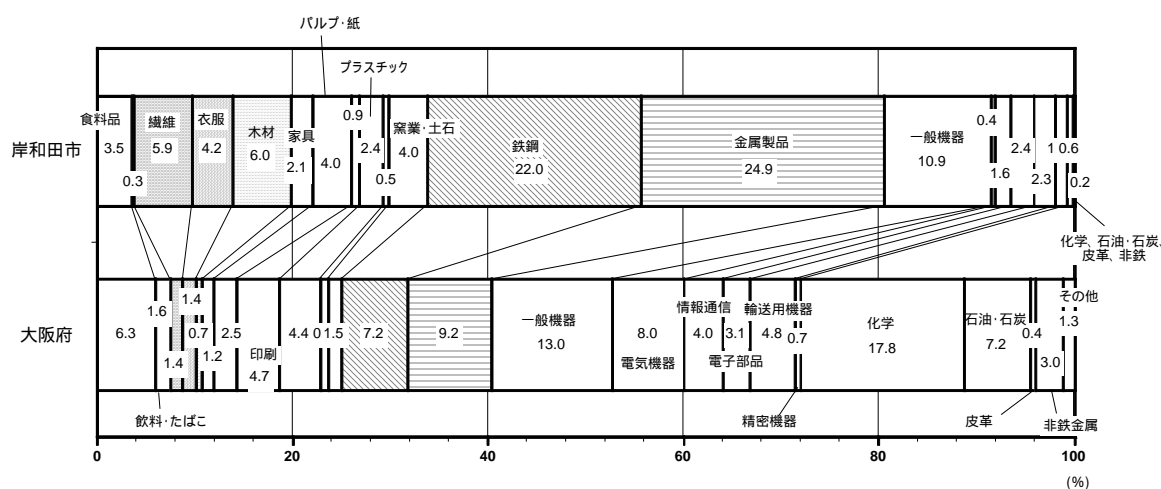 パルプ・紙
プラスチック
岸和田市
食料品
3.5
0.3
繊維
5.9
衣服
4.2
木材
6.0
家具
2.1
4.0
0.9
2.4
0.5
窯業・土石
4.0
鉄鋼
22.0
金属製品
24.9
一般機器
10.9
0.4
1.6
2.4
2.3
1
0.6
0.2
化学、石油・石炭、
皮革、非鉄
大阪府
6.3
1.6
1.4
1.4
0.7
1.2
2.5
印刷
4.7
4.4
0
1.5
7.2
9.2
一般機器
13.0
8.0
電気機器
情報通信
4.0
3.1
電子部品
輸送用機器
4.8
0.7
化学
17.8
石油・石炭
7.2
0.4
3.0
その他
1.3
飲料・たばこ
精密機器
皮革
非鉄金属
0 20 40 60 80 100
(%)